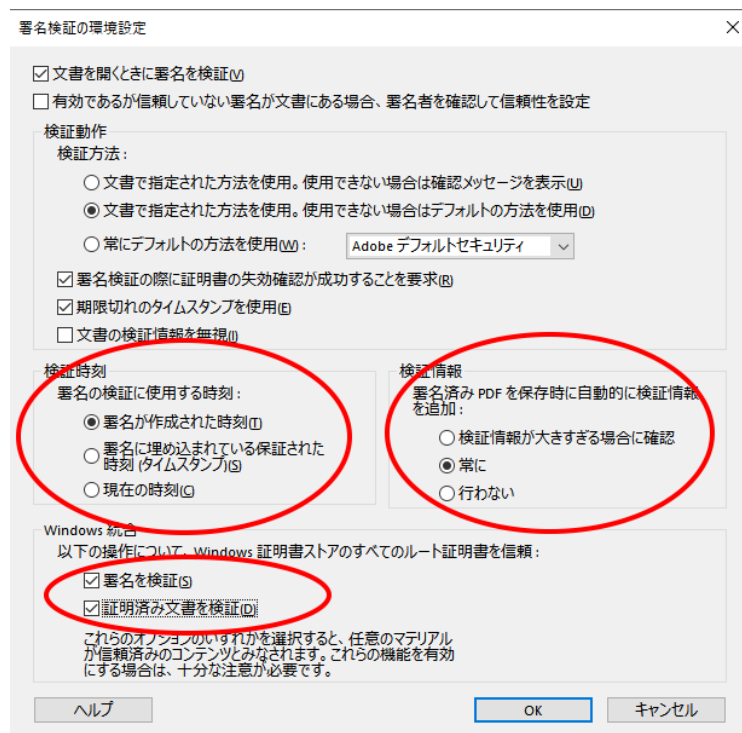 署名検証の環境設定
文書を開くときに署名を検証(V)
有効であるが信頼していない署名が文書にある場合、署名者を確認して信頼性を設定
検証動作
検証方法:
文書で指定された方法を使用。使用できない場合は確認メッセージを表示(U)
文書で指定された方法を使用。使用できない場合はデフォルトの方法を使用(D)
常にデフォルトの方法を使用(W): Adobe デフォルトセキュリティ
署名検証の際に証明書の失効確認が成功することを要求(R)
期限切れのタイムスタンプを使用(E)
文書の検証情報を無視(I)
検証時刻
署名の検証に使用する時刻:
署名が作成された時刻(T)
署名に埋め込まれている保証された
時刻 (タイムスタンプ)(S)
現在の時刻(C)
検証情報
署名済み PDF を保存時に自動的に検証情報
を追加:
検証情報が大きすぎる場合に確認
常に
行わない
Windows 統合
以下の操作について、Windows 証明書ストアのすべてのルート証明書を信頼:
署名を検証(S)
証明済み文書を検証(D)
これらのオプションのいずれかを選択すると、任意のマテリアル
が信頼済みのコンテンツとみなされます。これらの機能を有効
にする場合は、十分な注意が必要です。
ヘルプ OK キャンセル